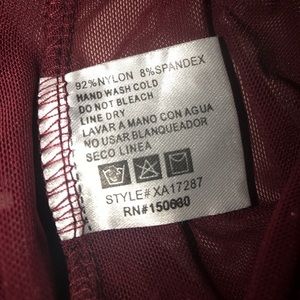 92%NYLON 8%SPANDEX
HAND WASH COLD
DO NOT BLEACH
LINE DRY
LAVAR A MANO CON AGUA
NO USAR BLANQUEADOR
SECO LINEA
STYLE# XA17287
RN#150680